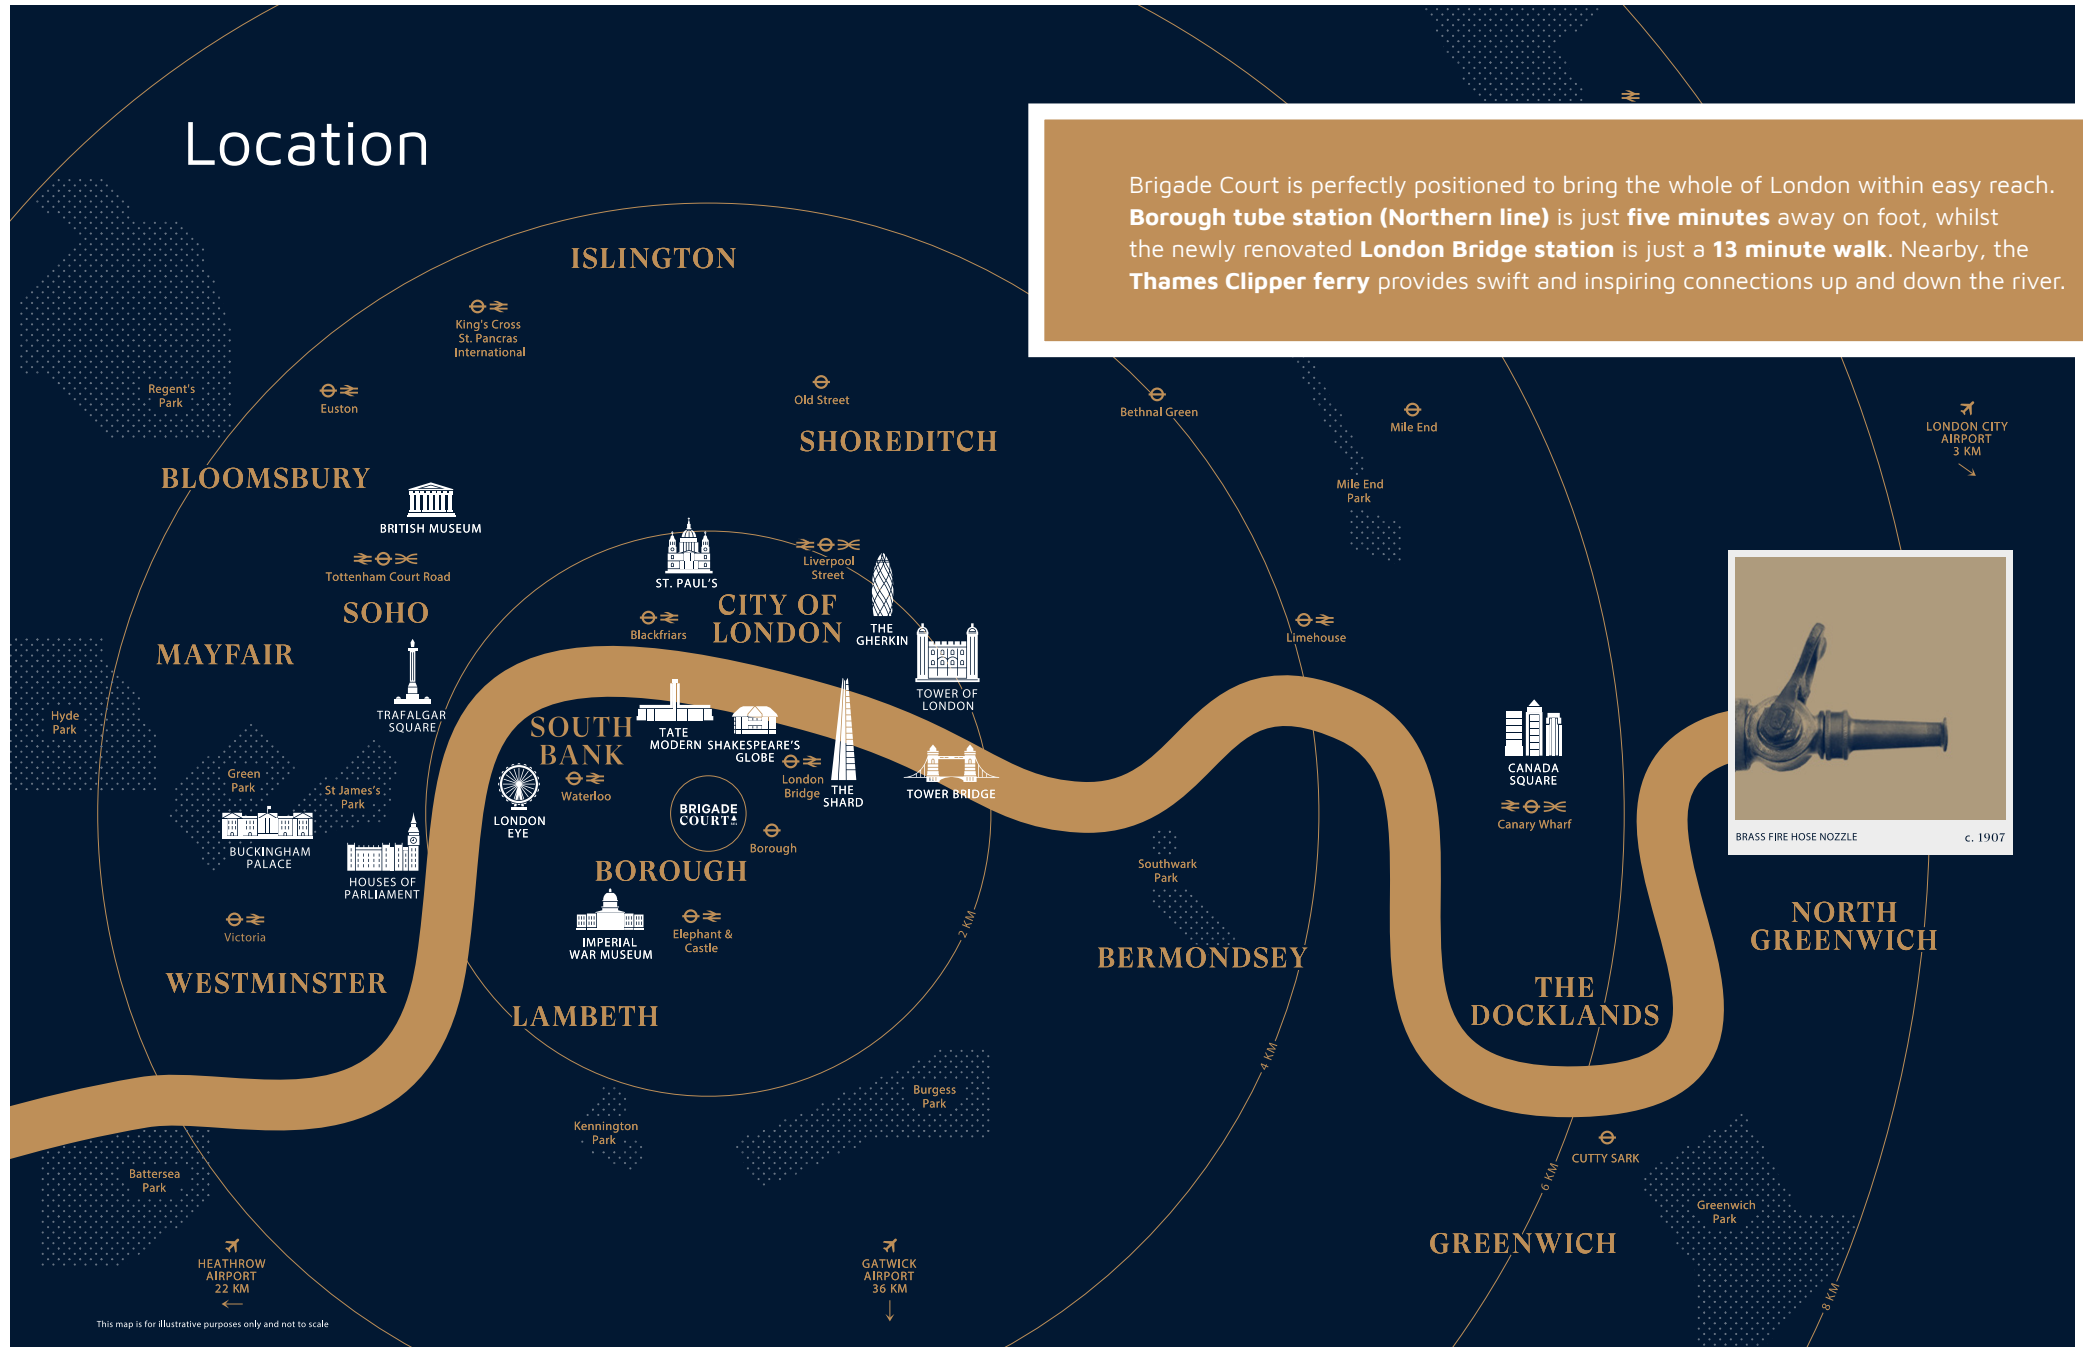 Location
Brigade Court is perfectly positioned to bring the whole of London within easy reach.
Borough tube station (Northern line) is just five minutes away on foot, whilst
the newly renovated London Bridge station is just a 13 minute walk. Nearby, the
Thames Clipper ferry provides swift and inspiring connections up and down the river.
ISLINGTON
King's Cross
St. Pancras
International
Regent's
Park
Euston
Old Street
Bethnal Green
Mile End
LONDON CITY
AIRPORT
3 KM
SHOREDITCH
BLOOMSBURY
Mile End
Park
BRITISH MUSEUM
Tottenham Court Road
ST. PAUL'S
Liverpool
Street
SOHO
CITY OF
LONDON
Blackfriars
THE
GHERKIN
Limehouse
MAYFAIR
TOWER OF
LONDON
Hyde
Park
TRAFALGAR
SQUARE
SOUTH
BANK
TATE
MODERN
SHAKESPEARE'S
GLOBE
London
Bridge
THE
SHARD
TOWER BRIDGE
CANADA
SQUARE
Canary Wharf
Green
Park
St James's
Park
Waterloo
LONDON
EYE
BRIGADE
COURT
Borough
BUCKINGHAM
PALACE
HOUSES OF
PARLIAMENT
BOROUGH
BRASS FIRE HOSE NOZZLE
c. 1907
Southwark
Park
Victoria
IMPERIAL
WAR MUSEUM
Elephant &
Castle
2 KM
NORTH
GREENWICH
BERMONDSEY
WESTMINSTER
LAMBETH
THE
DOCKLANDS
4 KM
Burgess
Park
Kennington
Park
CUTTY SARK
6 KM
Battersea
Park
Greenwich
Park
GREENWICH
HEATHROW
AIRPORT
22 KM
GATWICK
AIRPORT
36 KM
8 KM
This map is for illustrative purposes only and not to scale